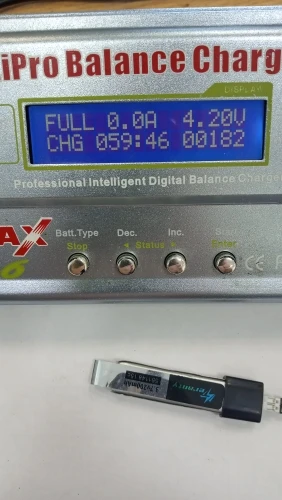 iPro Balance Charg
DISPLAY
FULL 0.0A 4.20V
CHG 059:46 00182
Professional Intelligent Digital Balance Charge
AX
6
Batt.Type Dec. Inc. Start
Stop Status Enter
CE